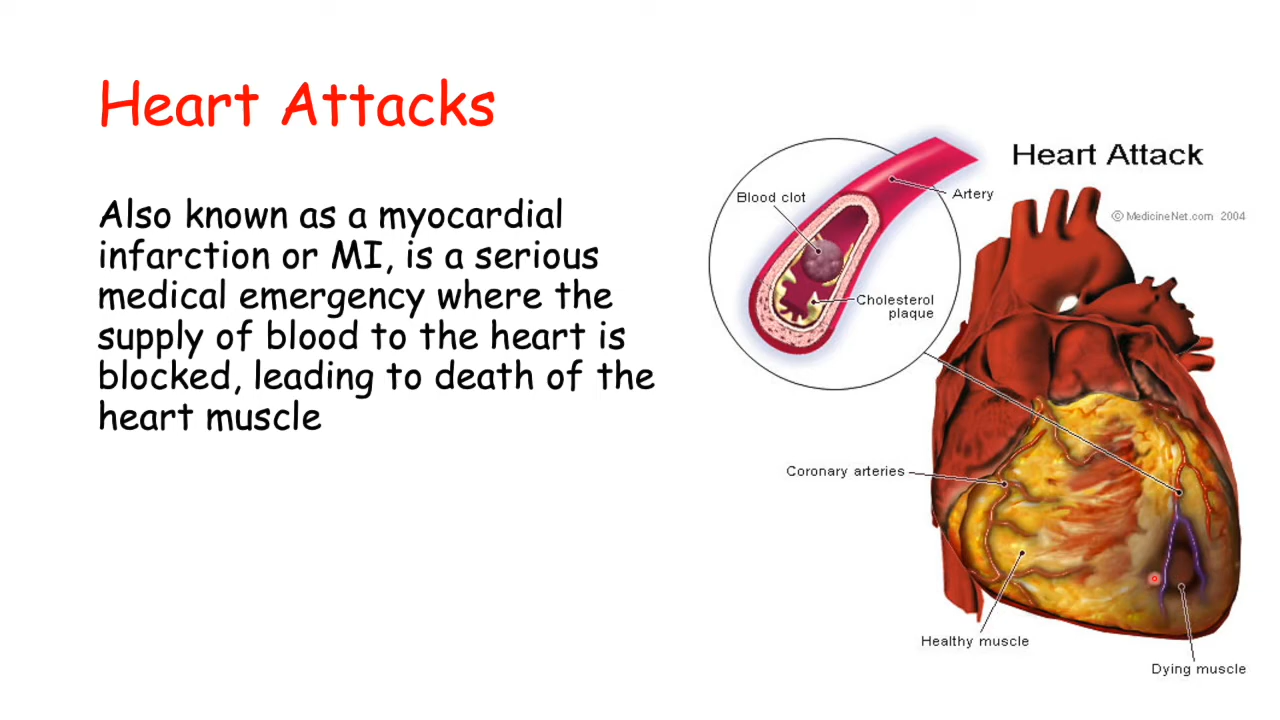 Heart Attacks
Also known as a myocardial
infarction or MI, is a serious
medical emergency where the
supply of blood to the heart is
blocked, leading to death of the
heart muscle
Heart Attack
© MedicineNet.com 2004
Blood clot
Artery
Cholesterol
plaque
Coronary arteries
Healthy muscle
Dying muscle